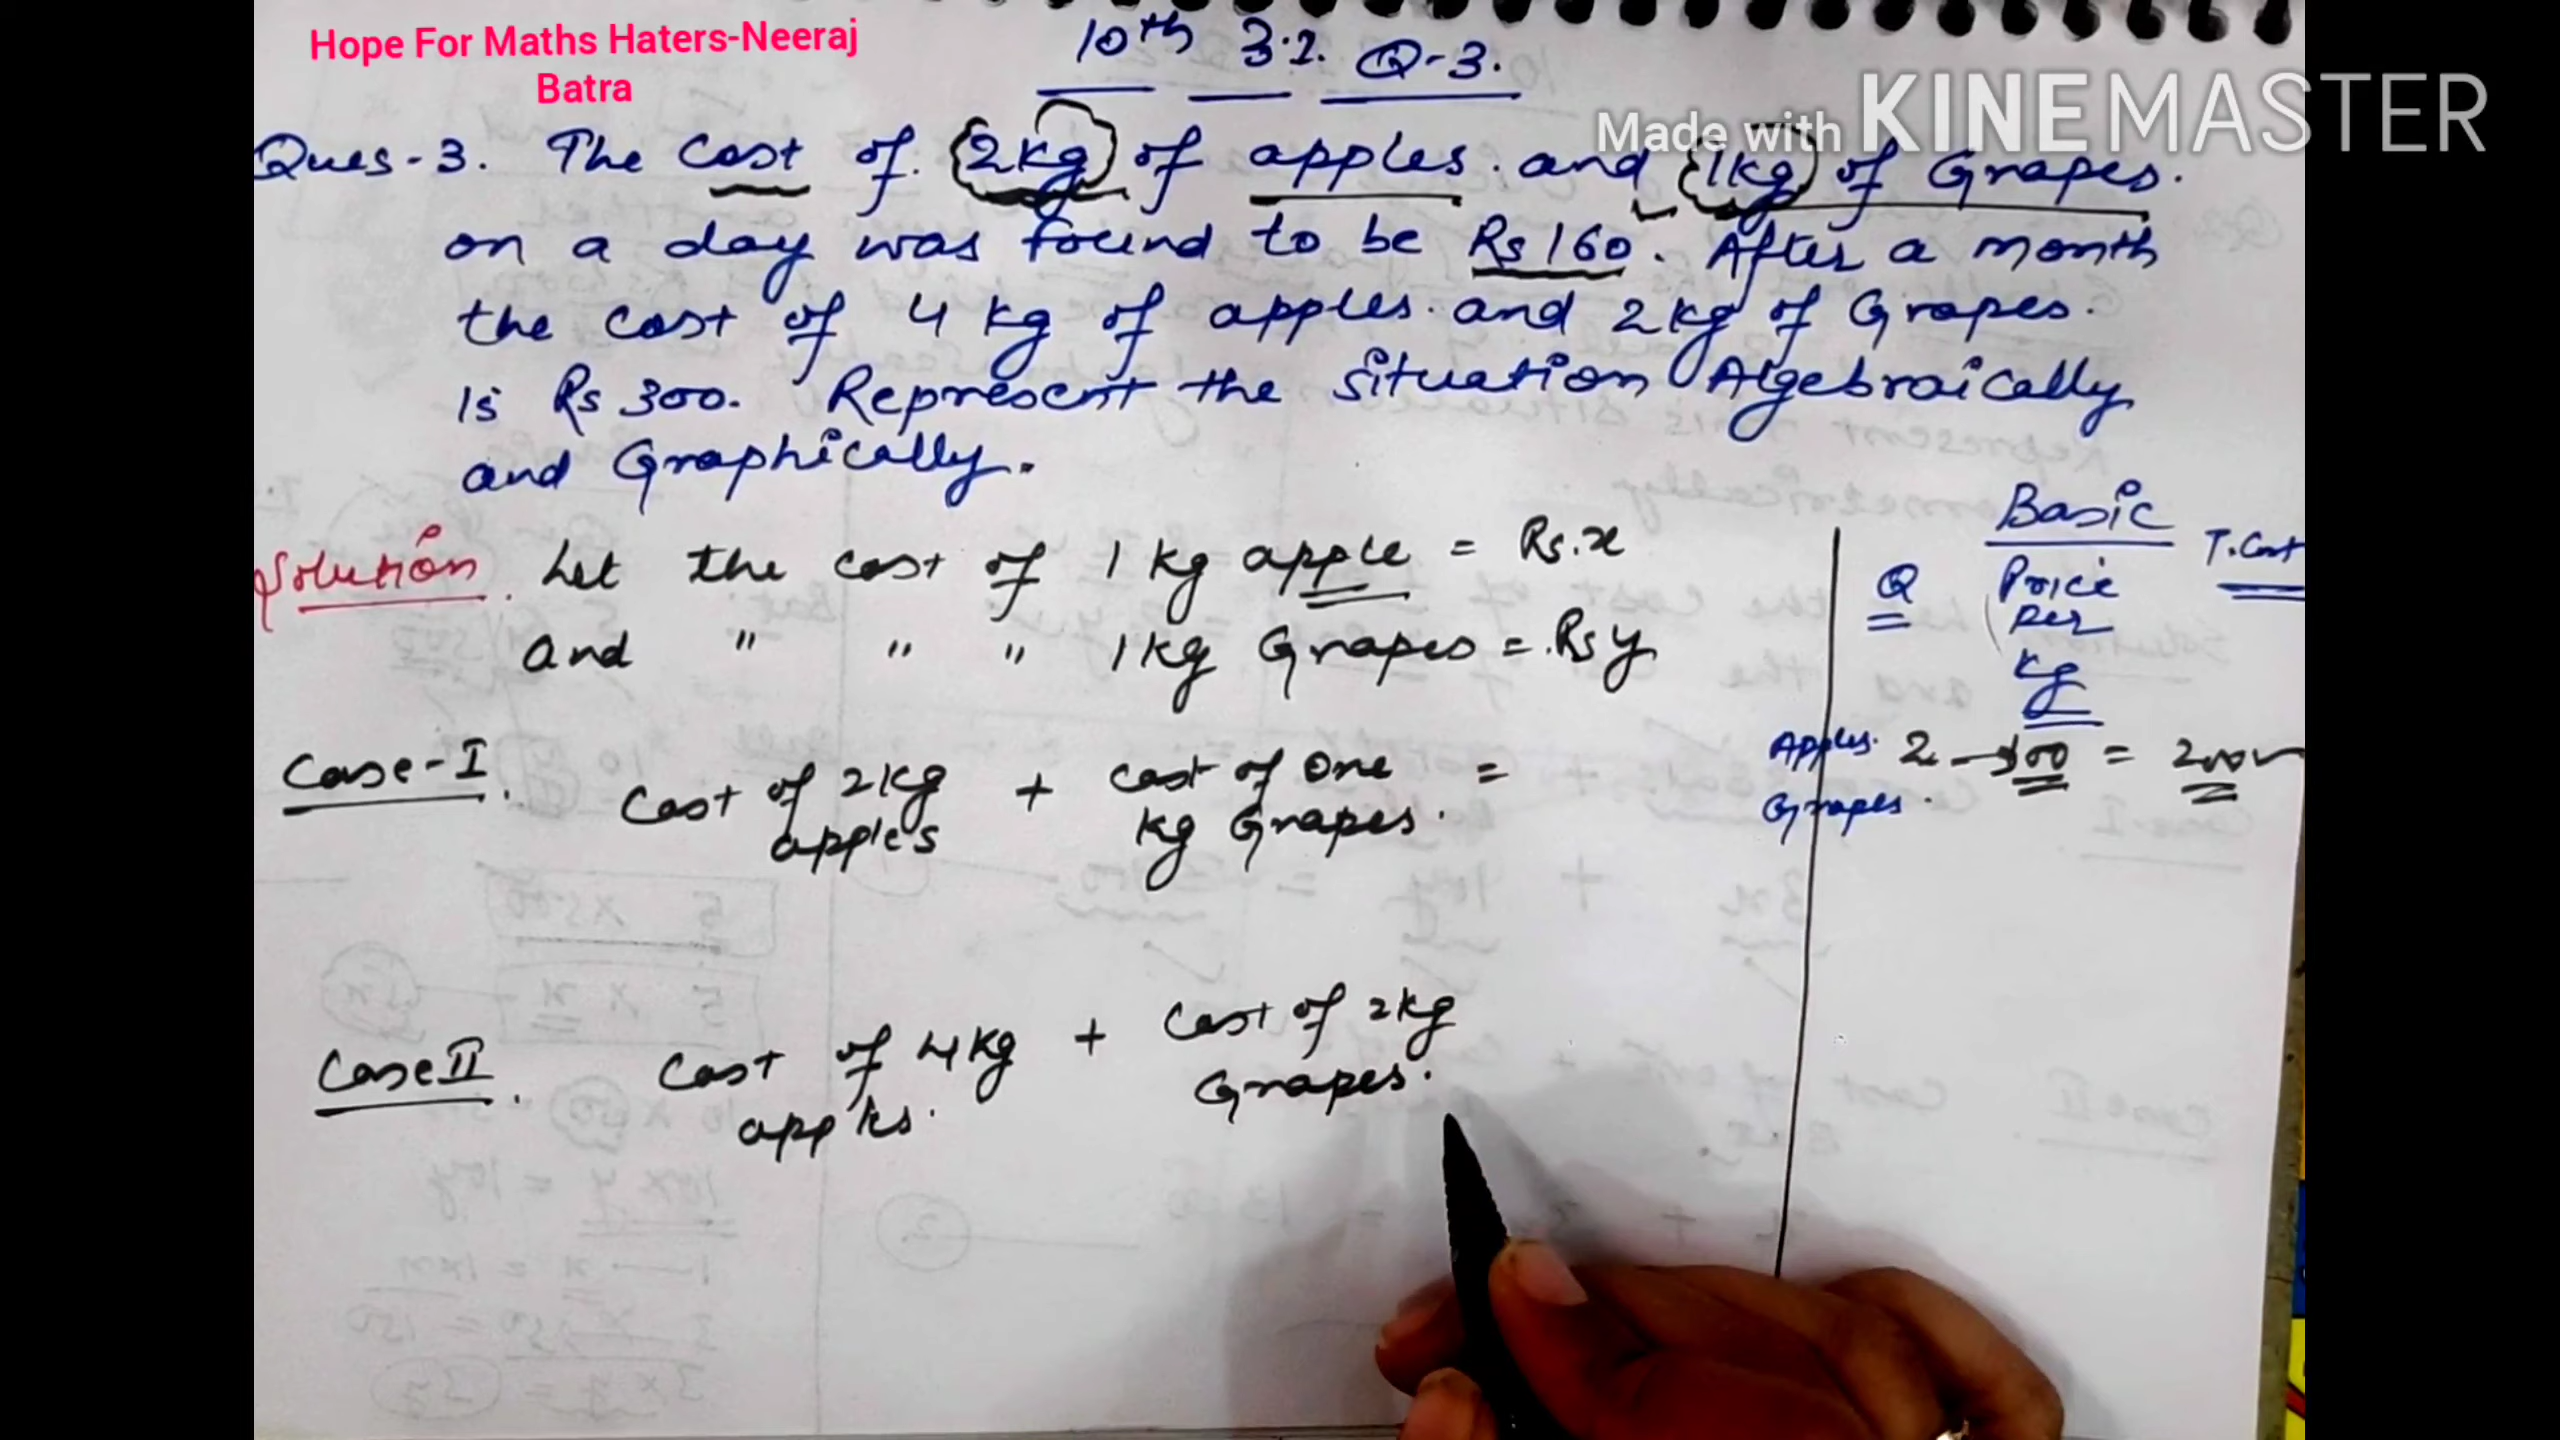 Hope For Maths Haters-Neeraj
Batra
10th 3.1. Q-3.
Made with KINEMASTER
Ques-3. The Cost of 2kg of apples and 1kg of Grapes.
on a day was found to be Rs 160. After a month
the cost of 4 kg of apples and 2 kg of Grapes.
is Rs 300. Represent the situation Algebraically
and Graphically.
Solution. Let the cost of 1 kg apple = Rs. x
and " " " 1kg Grapes = Rs y
Case-I. Cost of 2kg apples + Cost of One kg Grapes. =
Case II. Cost of 4kg apples. + Cost of 2kg Grapes.
Basic
Q Price Per Kg T. Cost
Apples. 2 → 100 = 200
Grapes.